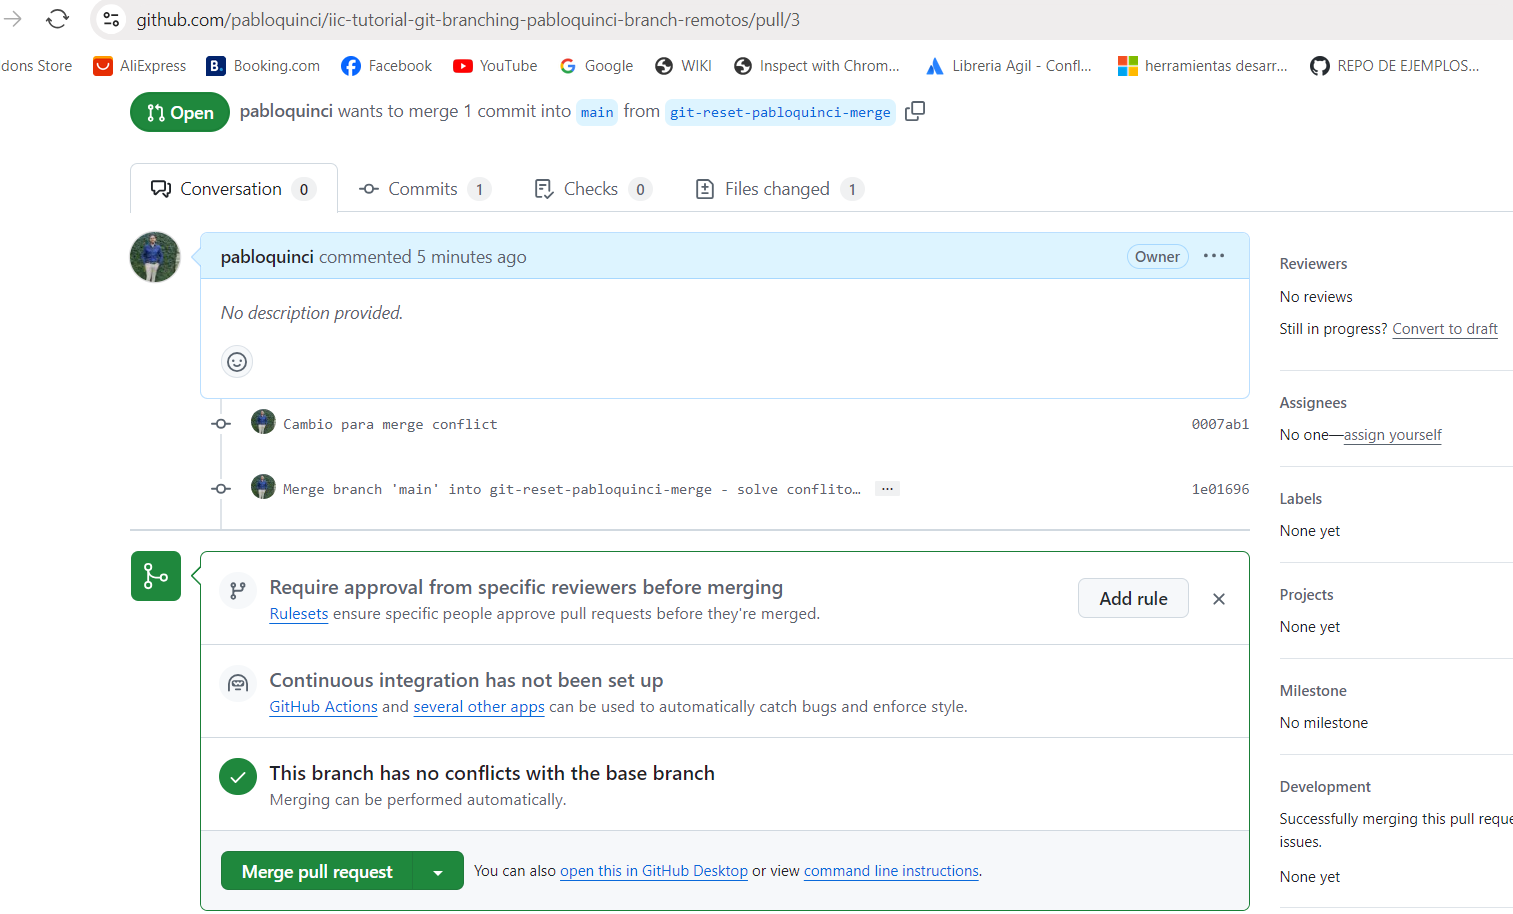 github.com/pabloquinci/iic-tutorial-git-branching-pabloquinci-branch-remotos/pull/3
dons Store AliExpress B. Booking.com Facebook YouTube Google WIKI Inspect with Chrom... Libreria Agil - Confl... herramientas desarr... REPO DE EJEMPLOS...
Open pabloquinci wants to merge 1 commit into main from git-reset-pabloquinci-merge
Conversation 0 Commits 1 Checks 0 Files changed 1
pabloquinci commented 5 minutes ago Owner ...
No description provided.
Cambio para merge conflict 0007ab1
Merge branch 'main' into git-reset-pabloquinci-merge - solve conflito… ... 1e01696
Require approval from specific reviewers before merging
Rulesets ensure specific people approve pull requests before they're merged.
Add rule
Continuous integration has not been set up
GitHub Actions and several other apps can be used to automatically catch bugs and enforce style.
This branch has no conflicts with the base branch
Merging can be performed automatically.
Merge pull request You can also open this in GitHub Desktop or view command line instructions.
Reviewers
No reviews
Still in progress? Convert to draft
Assignees
No one—assign yourself
Labels
None yet
Projects
None yet
Milestone
No milestone
Development
Successfully merging this pull reque
issues.
None yet